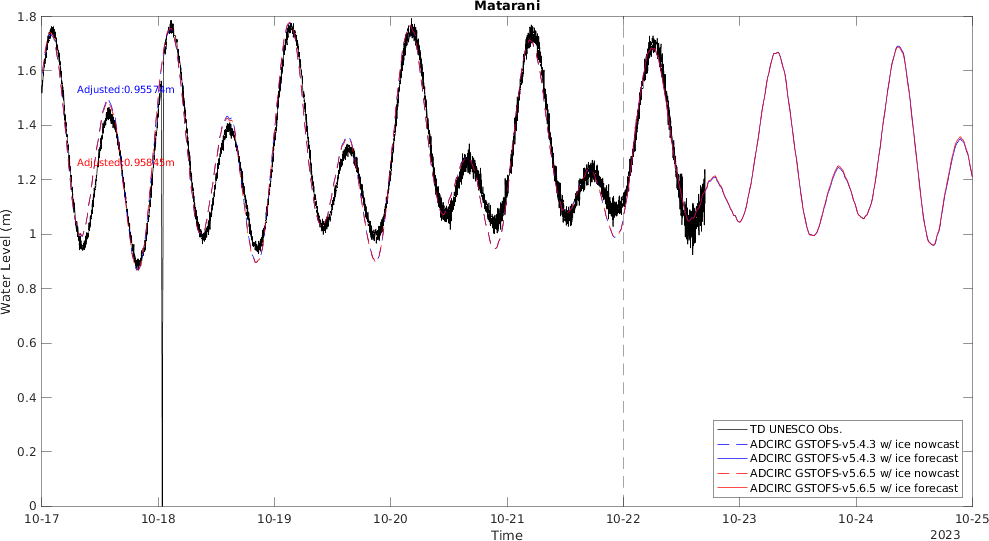 Matarani
1.8
1.6
1.4
1.2
1
0.8
0.6
0.4
0.2
0
Water Level (m)
Adjusted:0.95574m
Adjusted:0.95845m
TD UNESCO Obs.
ADCIRC GSTOFS-v5.4.3 w/ ice nowcast
ADCIRC GSTOFS-v5.4.3 w/ ice forecast
ADCIRC GSTOFS-v5.6.5 w/ ice nowcast
ADCIRC GSTOFS-v5.6.5 w/ ice forecast
10-17 10-18 10-19 10-20 10-21 10-22 10-23 10-24 10-25
Time
2023